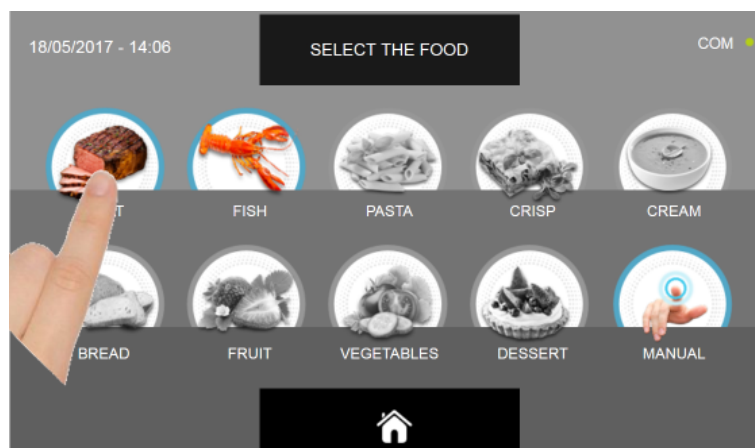 18/05/2017 - 14:06
SELECT THE FOOD
COM
FISH
PASTA
CRISP
CREAM
BREAD
FRUIT
VEGETABLES
DESSERT
MANUAL